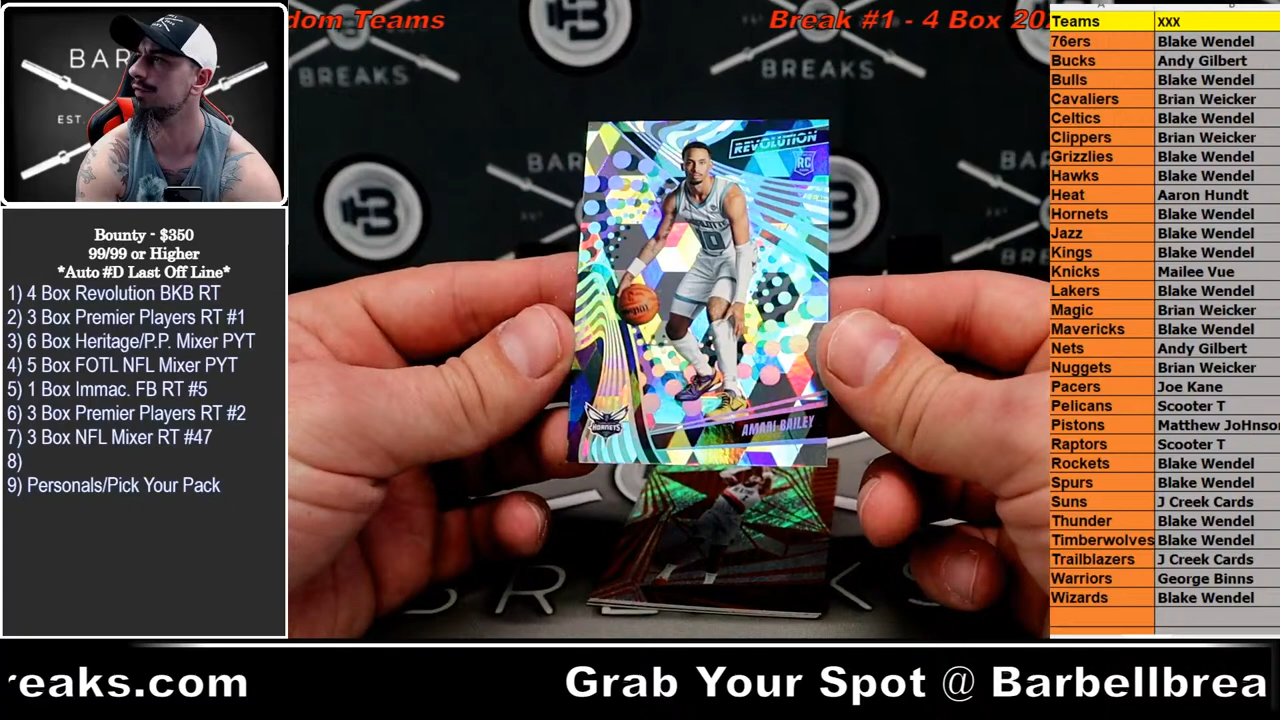 dom Teams
Break #1 - 4 Box 20
BAR
EST.
BREAKS
BREAKS
BAR
BA
REVOLUTION
RC
10
HORNETS
AMARI BAILEY
Bounty - $350
99/99 or Higher
*Auto #D Last Off Line*
1) 4 Box Revolution BKB RT
2) 3 Box Premier Players RT #1
3) 6 Box Heritage/P.P. Mixer PYT
4) 5 Box FOTL NFL Mixer PYT
5) 1 Box Immac. FB RT #5
6) 3 Box Premier Players RT #2
7) 3 Box NFL Mixer RT #47
8)
9) Personals/Pick Your Pack
Teams XXX
76ers Blake Wendel
Bucks Andy Gilbert
Bulls Blake Wendel
Cavaliers Brian Weicker
Celtics Blake Wendel
Clippers Brian Weicker
Grizzlies Blake Wendel
Hawks Blake Wendel
Heat Aaron Hundt
Hornets Blake Wendel
Jazz Blake Wendel
Kings Blake Wendel
Knicks Mailee Vue
Lakers Blake Wendel
Magic Brian Weicker
Mavericks Blake Wendel
Nets Andy Gilbert
Nuggets Brian Weicker
Pacers Joe Kane
Pelicans Scooter T
Pistons Matthew JoHnso
Raptors Scooter T
Rockets Blake Wendel
Spurs Blake Wendel
Suns J Creek Cards
Thunder Blake Wendel
Timberwolves Blake Wendel
Trailblazers J Creek Cards
Warriors George Binns
Wizards Blake Wendel
reaks.com
Grab Your Spot @ Barbellbrea